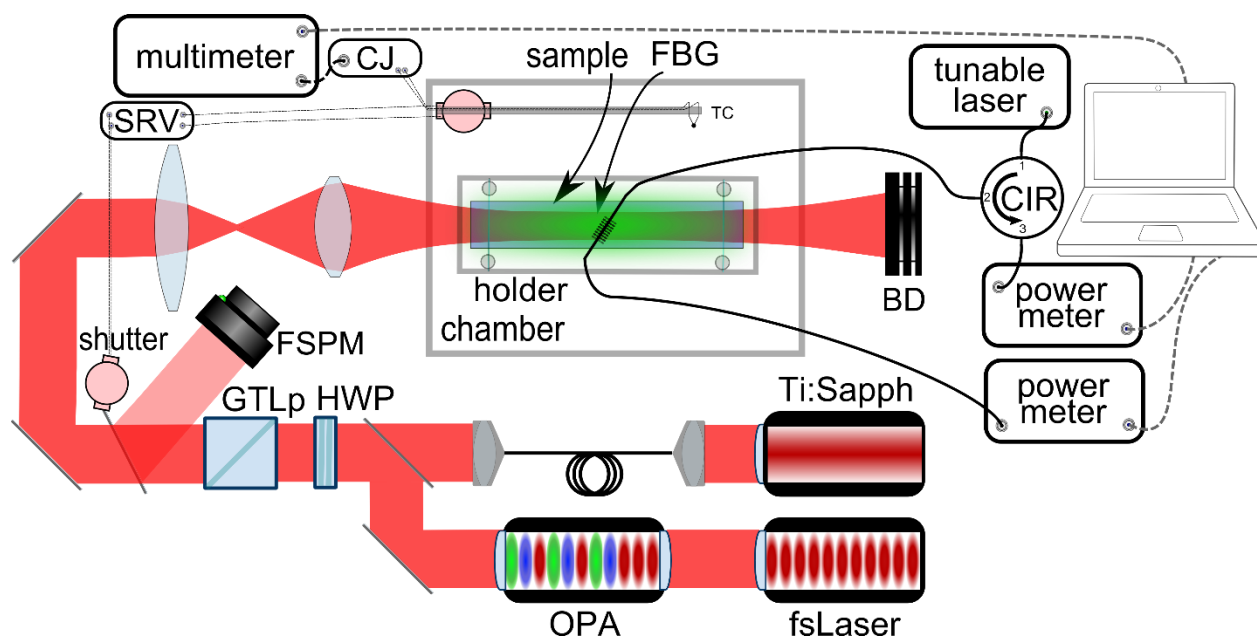 multimeter
CJ
sample
FBG
tunable
laser
SRV
TC
1
2
CIR
3
holder
chamber
BD
power
meter
shutter
FSPM
power
meter
GTLp
HWP
Ti:Sapph
OPA
fsLaser